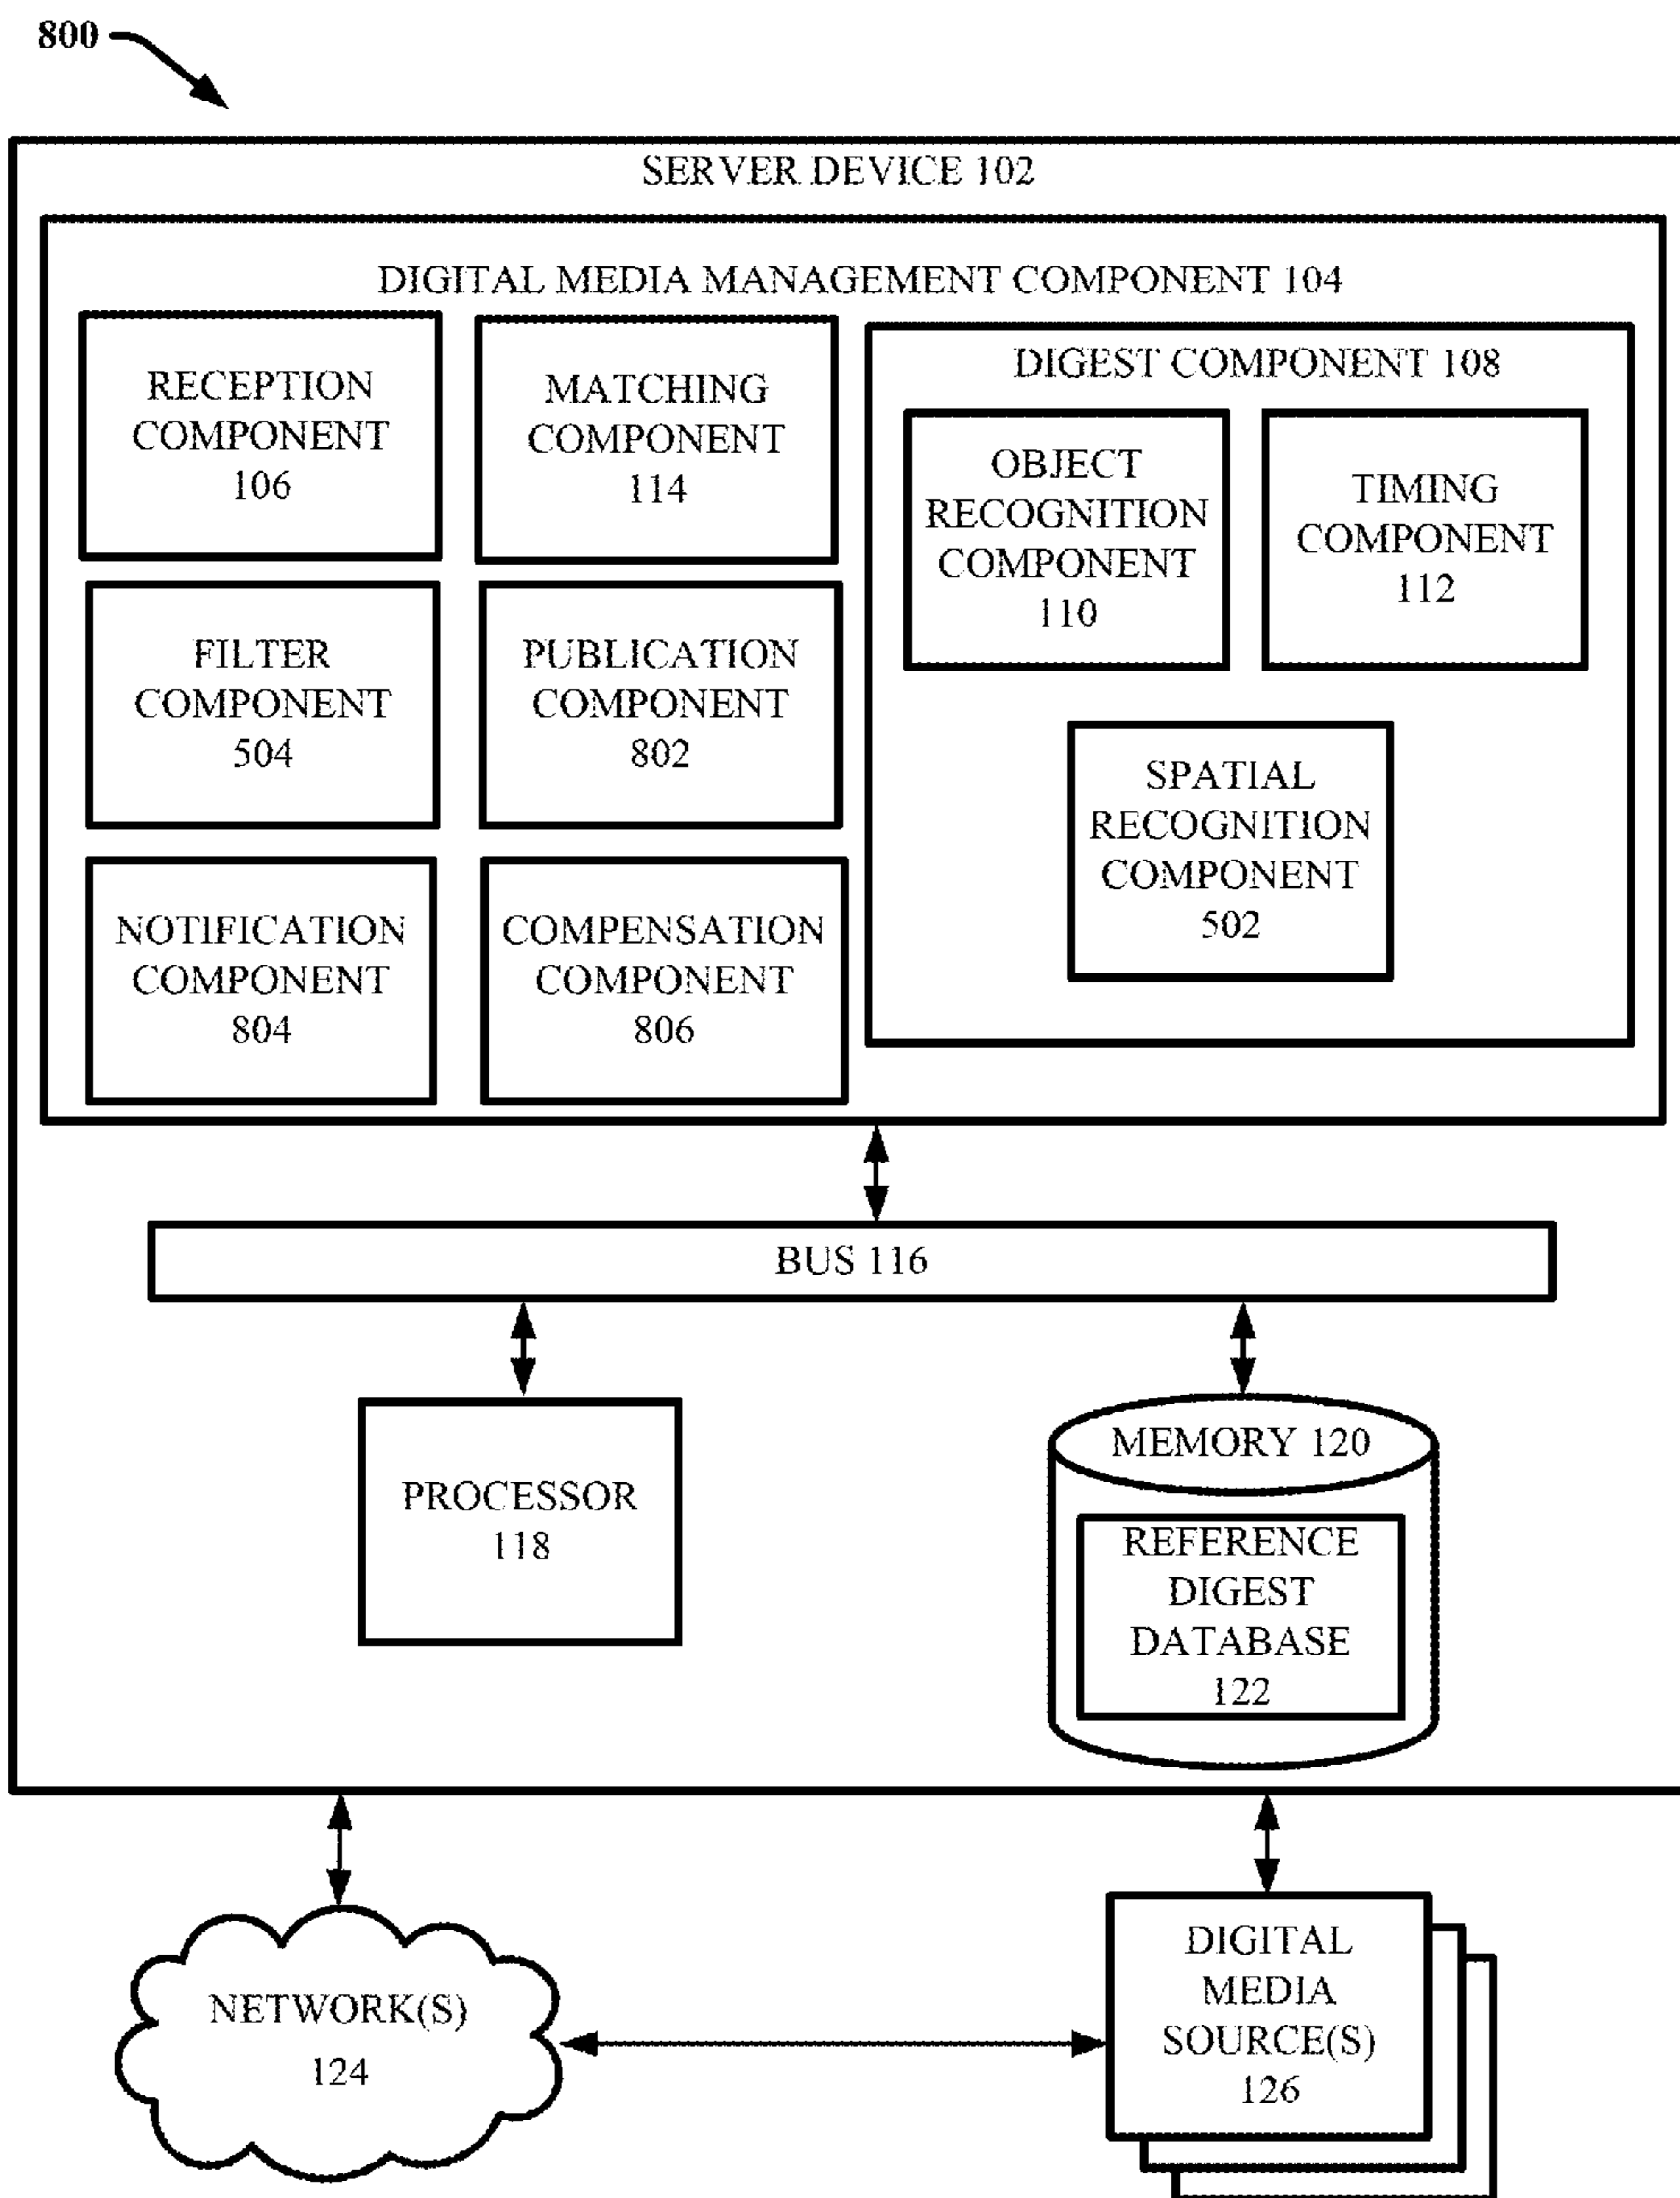 800
SERVER DEVICE 102
DIGITAL MEDIA MANAGEMENT COMPONENT 104
RECEPTION
COMPONENT
106
MATCHING
COMPONENT
114
DIGEST COMPONENT 108
OBJECT
RECOGNITION
COMPONENT
110
TIMING
COMPONENT
112
FILTER
COMPONENT
504
PUBLICATION
COMPONENT
802
SPATIAL
RECOGNITION
COMPONENT
502
NOTIFICATION
COMPONENT
804
COMPENSATION
COMPONENT
806
BUS 116
PROCESSOR
118
MEMORY 120
REFERENCE
DIGEST
DATABASE
122
NETWORK(S)
124
DIGITAL
MEDIA
SOURCE(S)
126